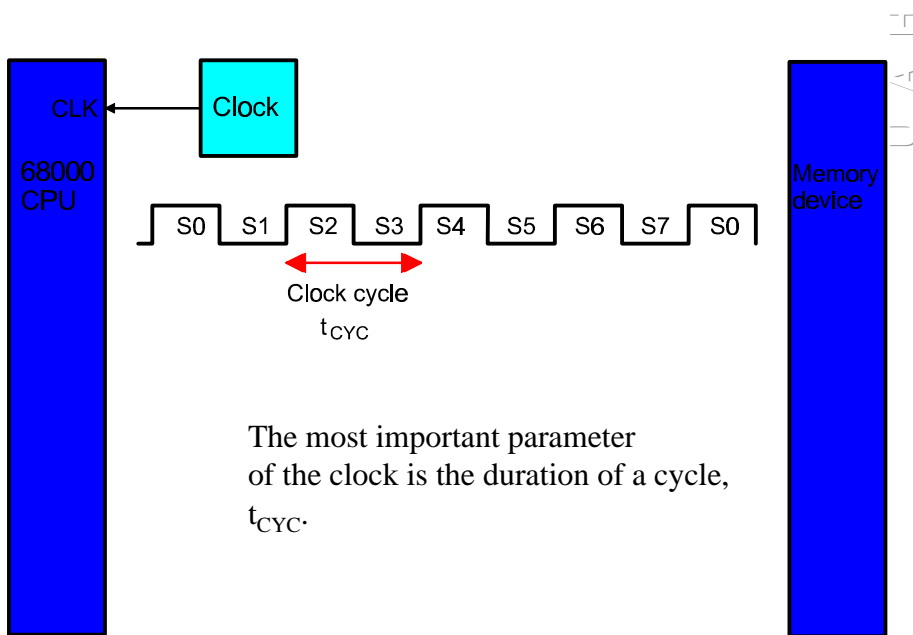 CLK
Clock
68000
CPU
Memory
device
S0 S1 S2 S3 S4 S5 S6 S7 S0
Clock cycle
tCYC
The most important parameter
of the clock is the duration of a cycle,
tCYC.